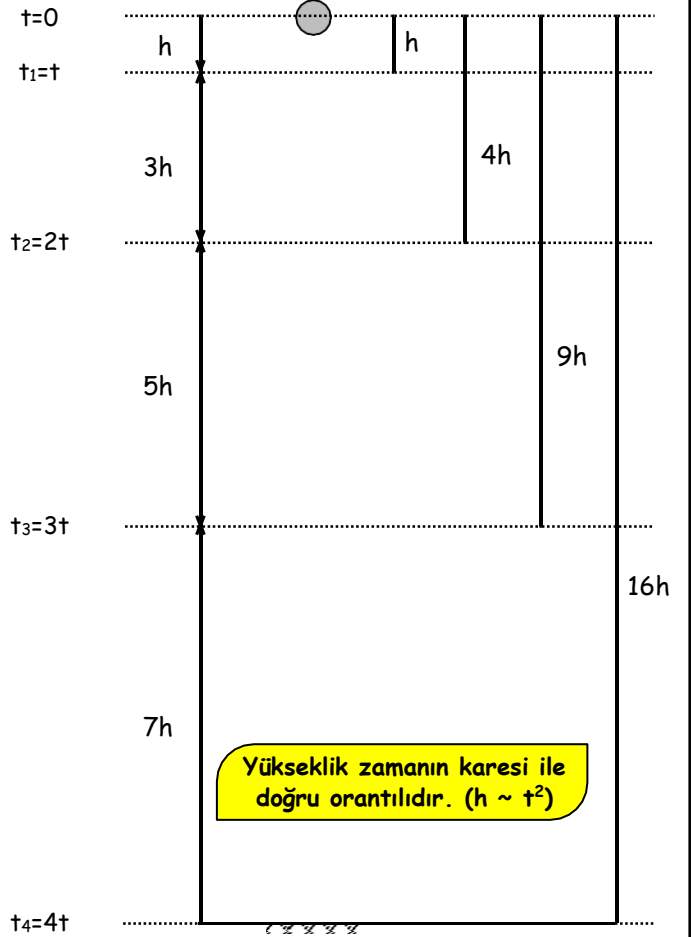 t=0
h
h
t₁=t
3h
4h
t₂=2t
9h
5h
t₃=3t
16h
7h
Yükseklik zamanın karesi ile
doğru orantılıdır. (h ~ t²)
t₄=4t